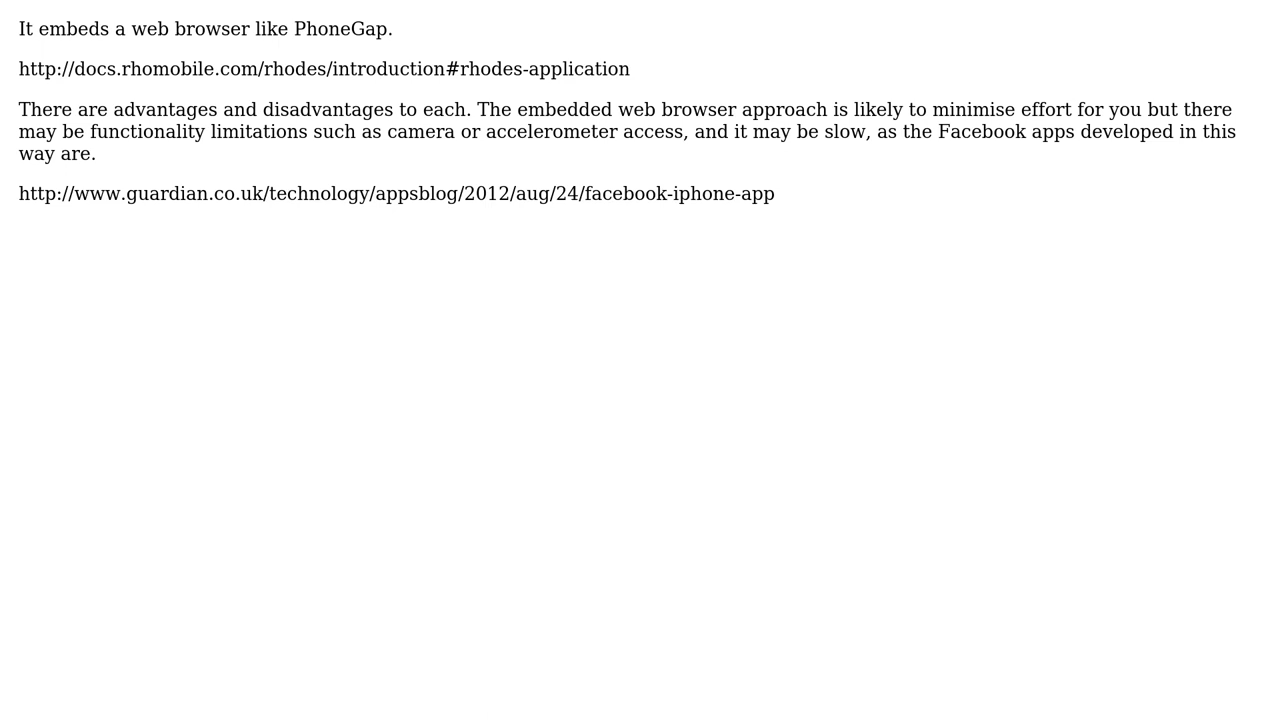 It embeds a web browser like PhoneGap.
http://docs.rhomobile.com/rhodes/introduction#rhodes-application
There are advantages and disadvantages to each. The embedded web browser approach is likely to minimise effort for you but there
may be functionality limitations such as camera or accelerometer access, and it may be slow, as the Facebook apps developed in this
way are.
http://www.guardian.co.uk/technology/appsblog/2012/aug/24/facebook-iphone-app